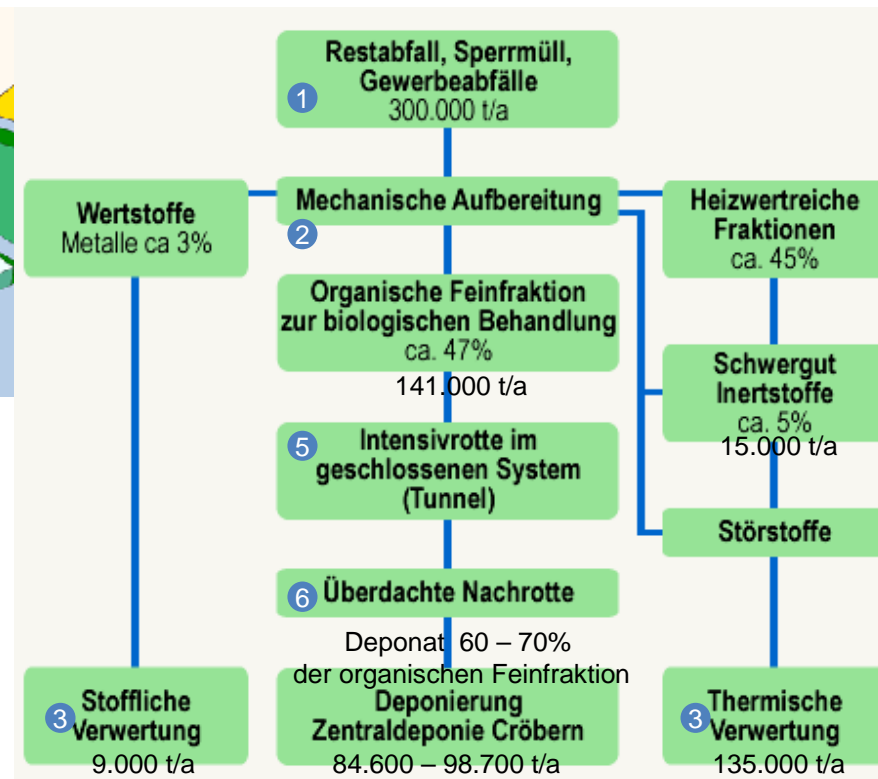 Restabfall, Sperrmüll,
Gewerbeabfälle
1
300.000 t/a
Wertstoffe
Metalle ca 3%
Mechanische Aufbereitung
2
Heizwertreiche
Fraktionen
ca. 45%
Organische Feinfraktion
zur biologischen Behandlung
ca. 47%
141.000 t/a
Schwergut
Inertstoffe
ca. 5%
15.000 t/a
5
Intensivrotte im
geschlossenen System
(Tunnel)
Störstoffe
6
Überdachte Nachrotte
Deponat 60 – 70%
der organischen Feinfraktion
3
Stoffliche
Verwertung
9.000 t/a
Deponierung
Zentraldeponie Cröbern
84.600 – 98.700 t/a
3
Thermische
Verwertung
135.000 t/a